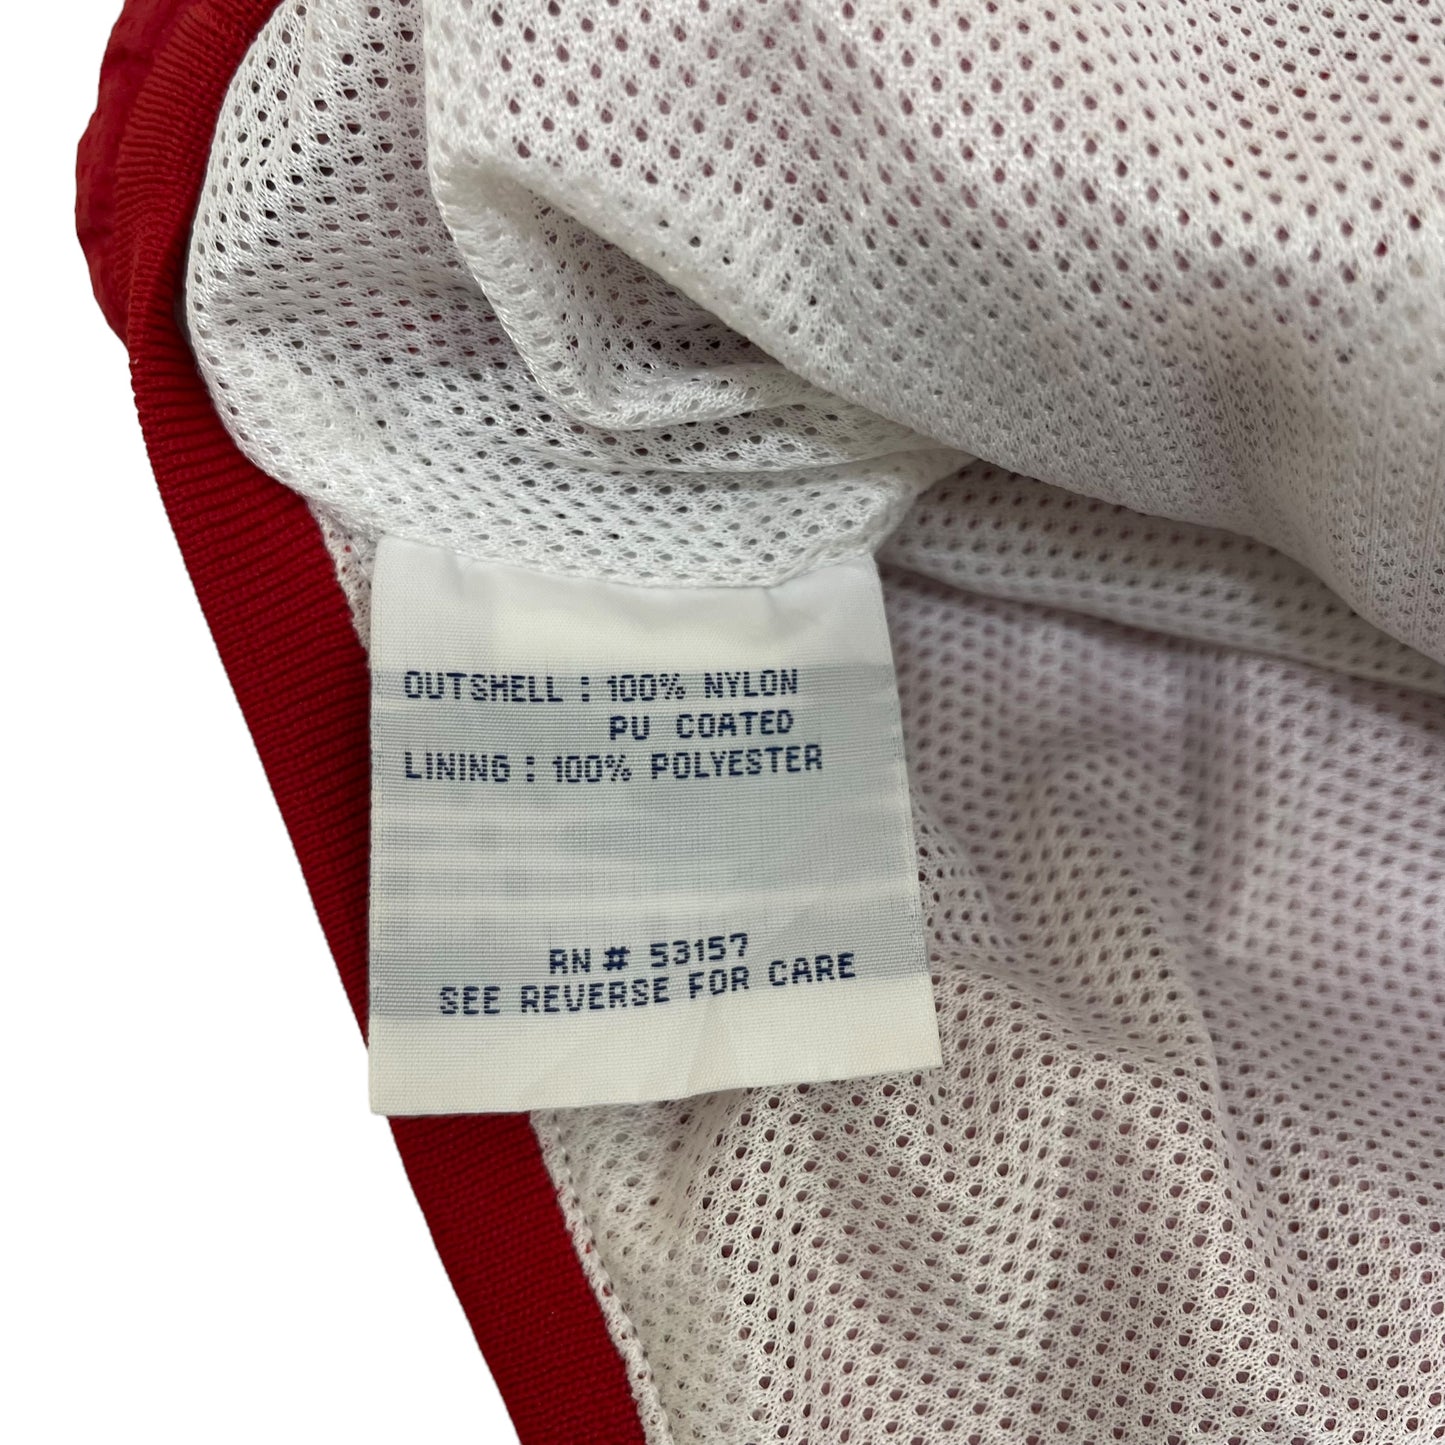 OUTSHELL : 100% NYLON
PU COATED
LINING : 100% POLYESTER
RN # 53157
SEE REVERSE FOR CARE